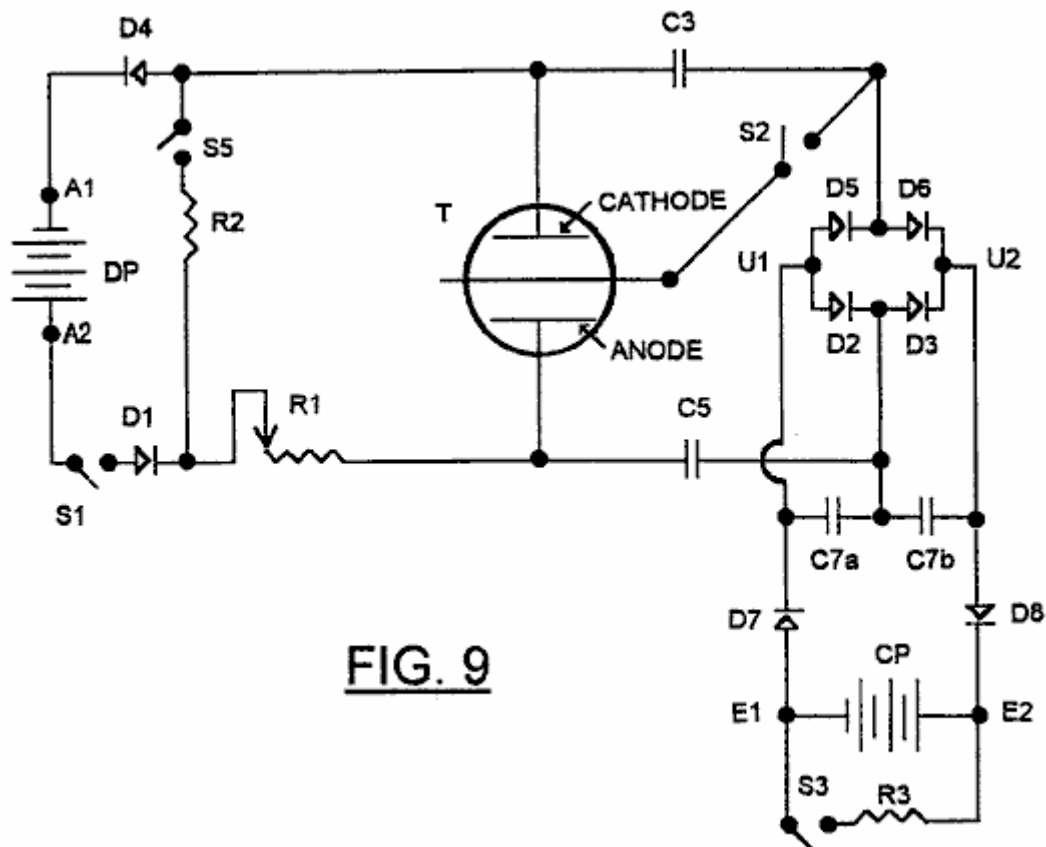 D4
C3
S5
S2
A1
R2
T
CATHODE
D5
D6
DP
U1
U2
A2
ANODE
D2
D3
D1
R1
C5
S1
C7a
C7b
D7
D8
FIG. 9
CP
E1
E2
S3
R3